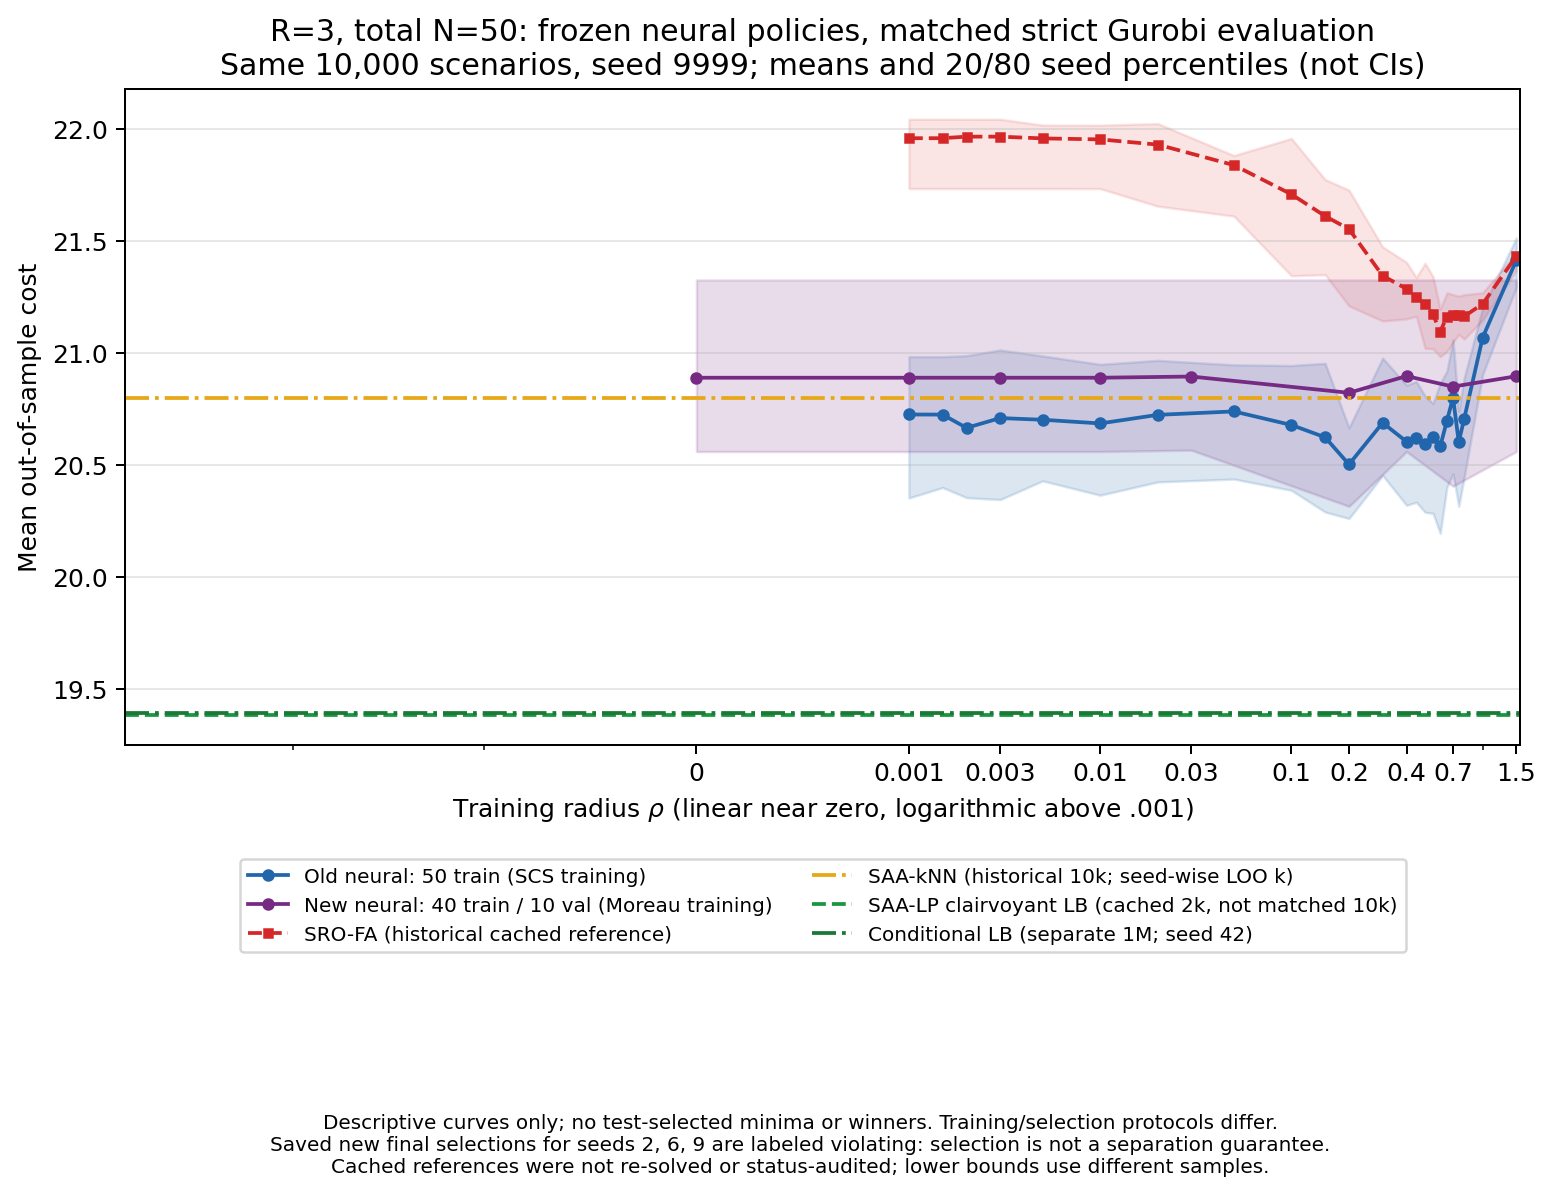 R=3, total N=50: frozen neural policies, matched strict Gurobi evaluation
Same 10,000 scenarios, seed 9999; means and 20/80 seed percentiles (not CIs)
Mean out-of-sample cost
22.0
21.5
21.0
20.5
20.0
19.5
0 0.001 0.003 0.01 0.03 0.1 0.2 0.4 0.7 1.5
Training radius ρ (linear near zero, logarithmic above .001)
Old neural: 50 train (SCS training)
New neural: 40 train / 10 val (Moreau training)
SRO-FA (historical cached reference)
SAA-kNN (historical 10k; seed-wise LOO k)
SAA-LP clairvoyant LB (cached 2k, not matched 10k)
Conditional LB (separate 1M; seed 42)
Descriptive curves only; no test-selected minima or winners. Training/selection protocols differ.
Saved new final selections for seeds 2, 6, 9 are labeled violating: selection is not a separation guarantee.
Cached references were not re-solved or status-audited; lower bounds use different samples.